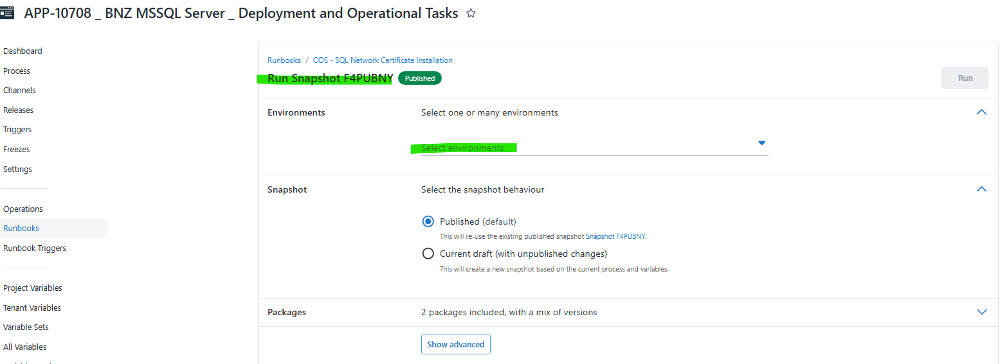 APP-10708 _ BNZ MSSQL Server _ Deployment and Operational Tasks
Dashboard
Process
Channels
Releases
Triggers
Freezes
Settings
Operations
Runbooks
Runbook Triggers
Project Variables
Tenant Variables
Variable Sets
All Variables
Runbooks / ODS - SQL Network Certificate Installation
Run Snapshot F4PUBNY Published
Run
Environments
Select one or many environments
Select environments
Snapshot
Select the snapshot behaviour
Published (default)
This will re-use the existing published snapshot Snapshot F4PUBNY.
Current draft (with unpublished changes)
This will create a new snapshot based on the current process and variables.
Packages
2 packages included, with a mix of versions
Show advanced